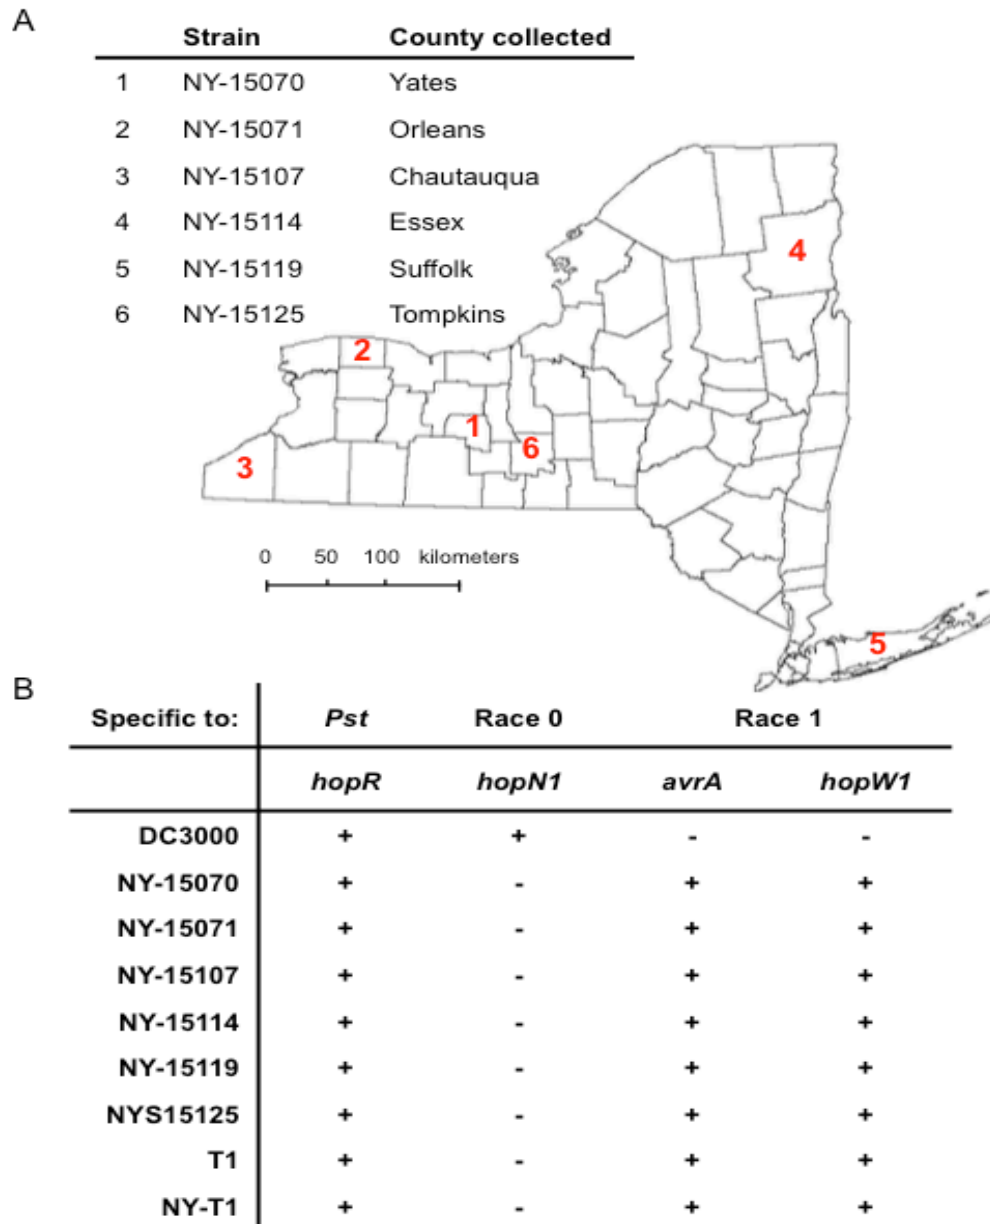 A
Strain County collected
1 NY-15070 Yates
2 NY-15071 Orleans
3 NY-15107 Chautauqua
4 NY-15114 Essex
5 NY-15119 Suffolk
6 NY-15125 Tompkins
4
2
1
6
3
0 50 100 kilometers
5
B
Specific to: Pst Race 0 Race 1
hopR hopN1 avrA hopW1
DC3000 + + - -
NY-15070 + - + +
NY-15071 + - + +
NY-15107 + - + +
NY-15114 + - + +
NY-15119 + - + +
NYS15125 + - + +
T1 + - + +
NY-T1 + - + +